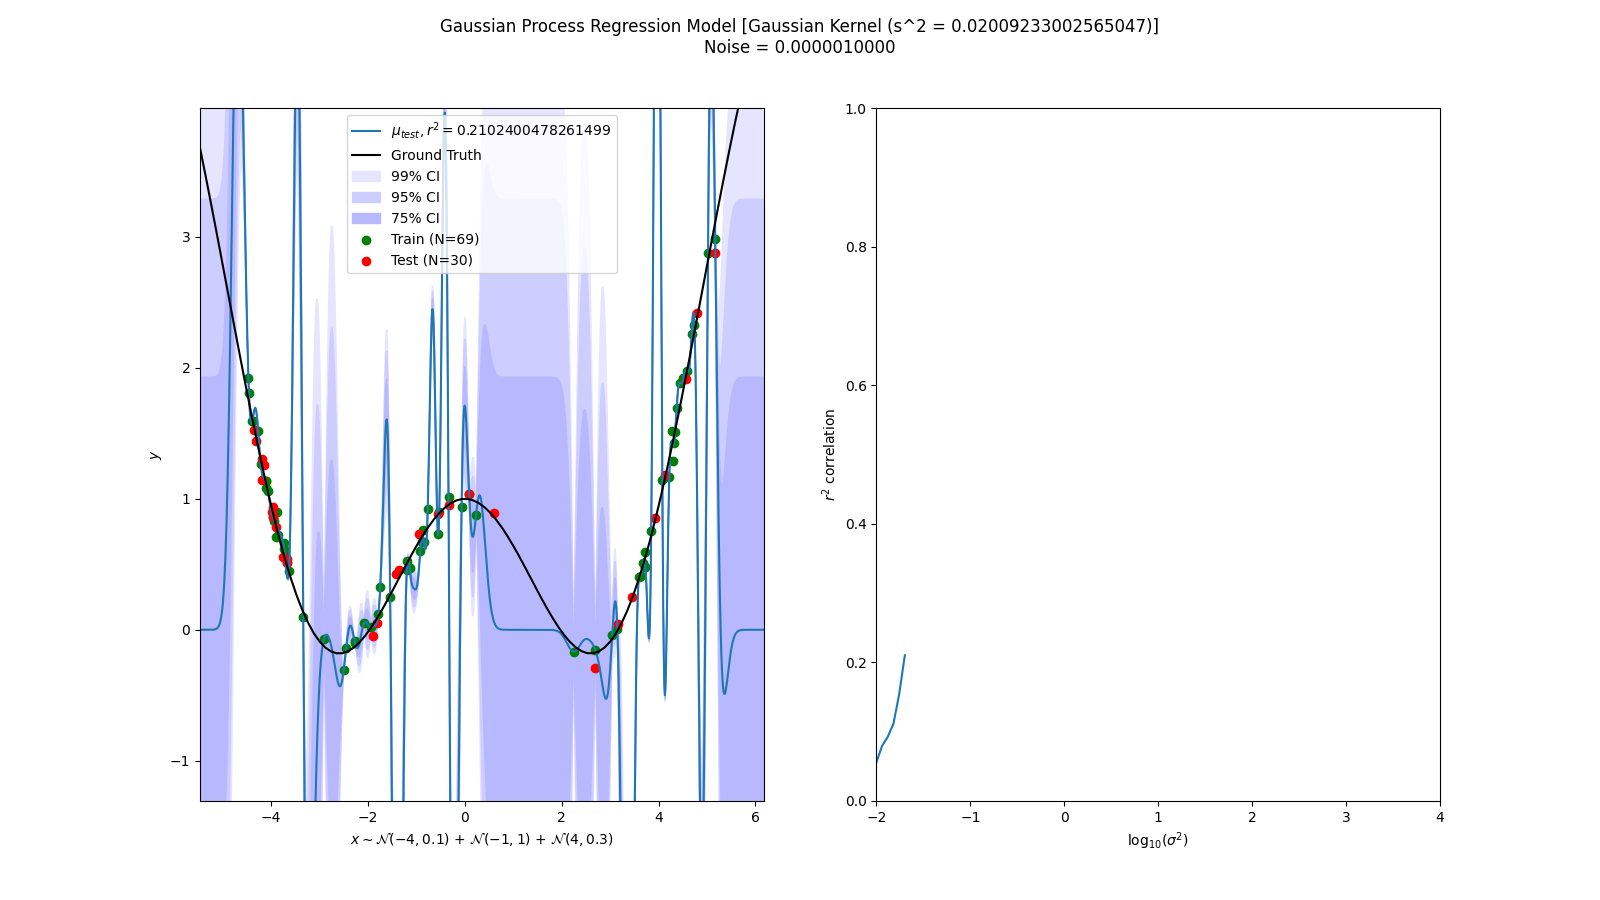 Gaussian Process Regression Model [Gaussian Kernel (s^2 = 0.02009233002565047)]
Noise = 0.0000010000
μ_test, r² = 0.2102400478261499
Ground Truth
99% CI
95% CI
75% CI
Train (N=69)
Test (N=30)
3
2
1
0
−1
y
−4
−2
0
2
4
6
x ∼ 𝒩(−4, 0.1) + 𝒩(−1, 1) + 𝒩(4, 0.3)
1.0
0.8
0.6
0.4
0.2
0.0
r² correlation
−2
−1
0
1
2
3
4
log₁₀(σ²)